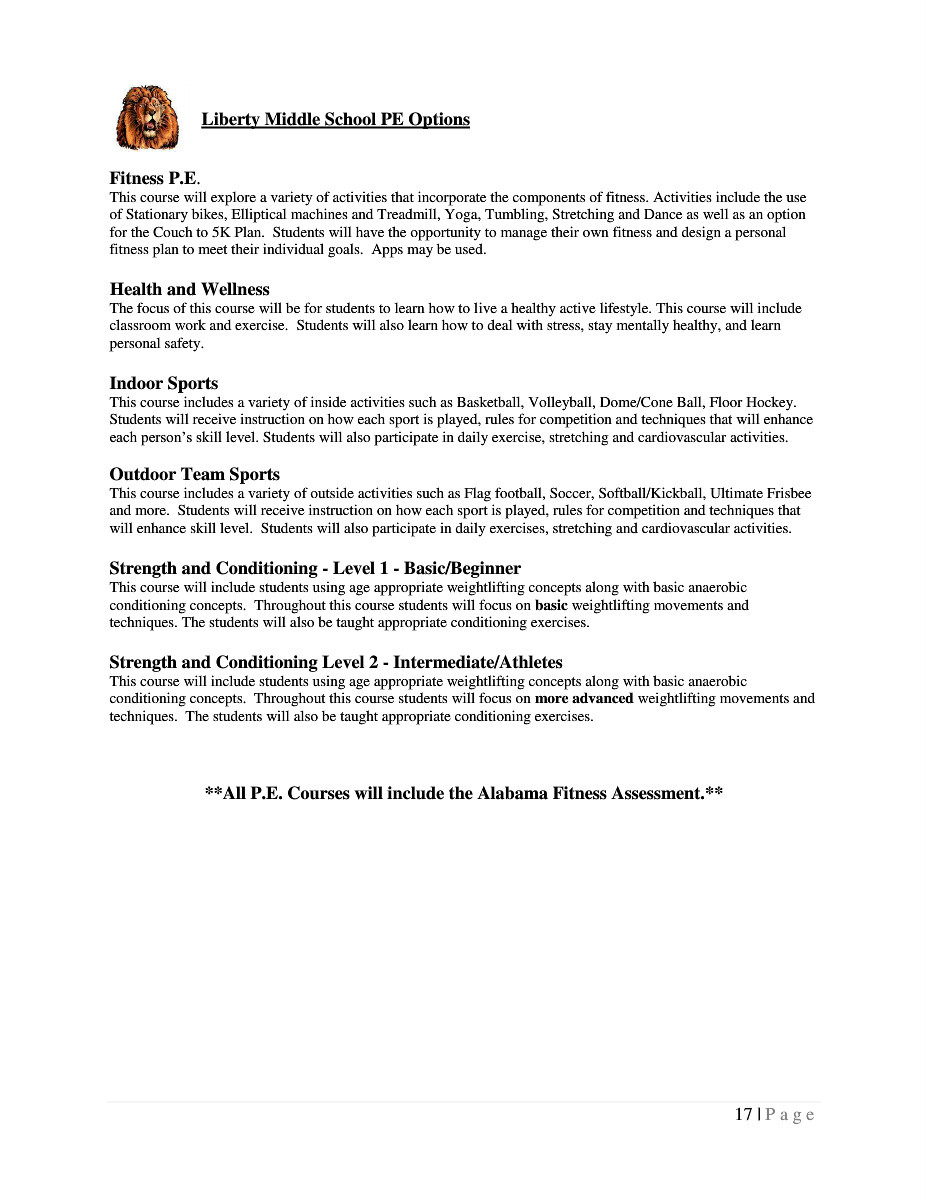 Liberty Middle School PE Options
Fitness P.E.
This course will explore a variety of activities that incorporate the components of fitness. Activities include the use
of Stationary bikes, Elliptical machines and Treadmill, Yoga, Tumbling, Stretching and Dance as well as an option
for the Couch to 5K Plan.  Students will have the opportunity to manage their own fitness and design a personal
fitness plan to meet their individual goals.  Apps may be used.
Health and Wellness
The focus of this course will be for students to learn how to live a healthy active lifestyle. This course will include
classroom work and exercise.  Students will also learn how to deal with stress, stay mentally healthy, and learn
personal safety.
Indoor Sports
This course includes a variety of inside activities such as Basketball, Volleyball, Dome/Cone Ball, Floor Hockey.
Students will receive instruction on how each sport is played, rules for competition and techniques that will enhance
each person’s skill level. Students will also participate in daily exercise, stretching and cardiovascular activities.
Outdoor Team Sports
This course includes a variety of outside activities such as Flag football, Soccer, Softball/Kickball, Ultimate Frisbee
and more.  Students will receive instruction on how each sport is played, rules for competition and techniques that
will enhance skill level.  Students will also participate in daily exercises, stretching and cardiovascular activities.
Strength and Conditioning - Level 1 - Basic/Beginner
This course will include students using age appropriate weightlifting concepts along with basic anaerobic
conditioning concepts.  Throughout this course students will focus on basic weightlifting movements and
techniques. The students will also be taught appropriate conditioning exercises.
Strength and Conditioning Level 2 - Intermediate/Athletes
This course will include students using age appropriate weightlifting concepts along with basic anaerobic
conditioning concepts.  Throughout this course students will focus on more advanced weightlifting movements and
techniques.  The students will also be taught appropriate conditioning exercises.
**All P.E. Courses will include the Alabama Fitness Assessment.**
17 | P a g e